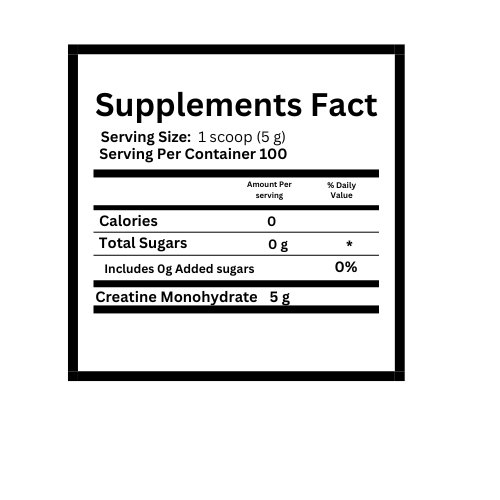 Supplements Fact
Serving Size: 1 scoop (5 g)
Serving Per Container 100
Amount Per serving % Daily Value
Calories 0
Total Sugars 0 g *
Includes 0g Added sugars 0%
Creatine Monohydrate 5 g